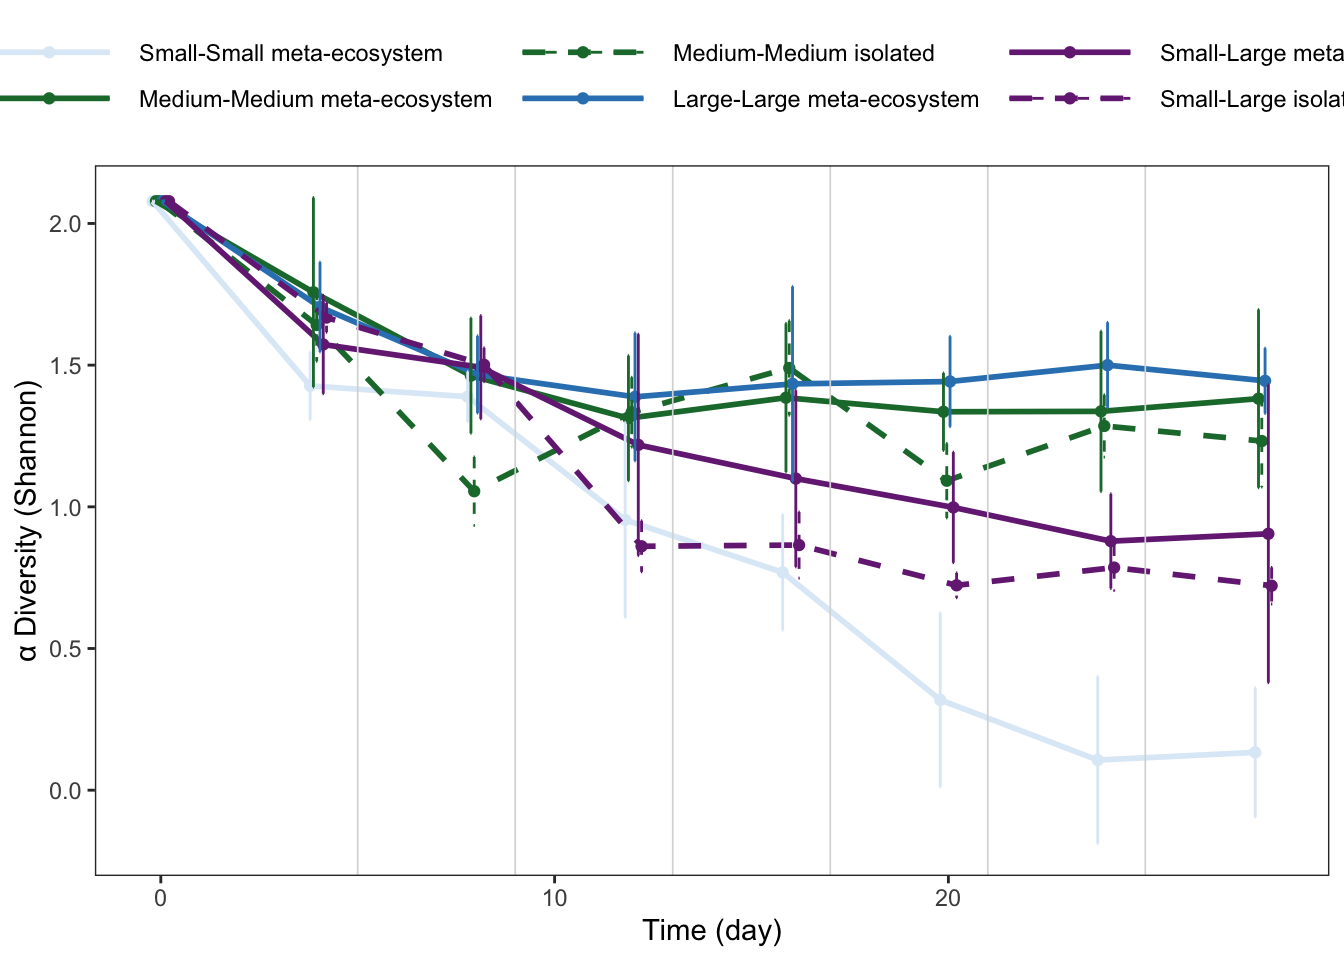 Small-Small meta-ecosystem Medium-Medium isolated Small-Large meta
Medium-Medium meta-ecosystem Large-Large meta-ecosystem Small-Large isolat
α Diversity (Shannon)
2.0
1.5
1.0
0.5
0.0
0 10 20
Time (day)